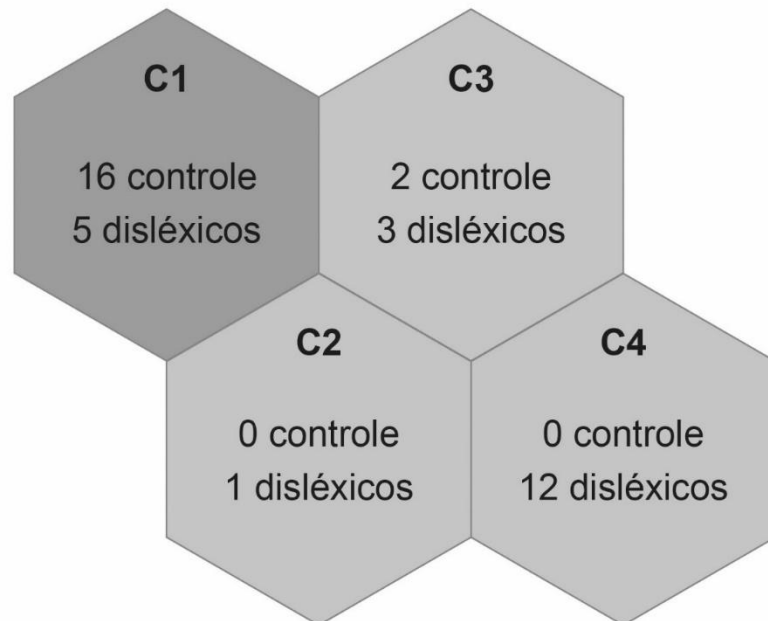 C1
16 controle
5 disléxicos
C3
2 controle
3 disléxicos
C2
0 controle
1 disléxicos
C4
0 controle
12 disléxicos